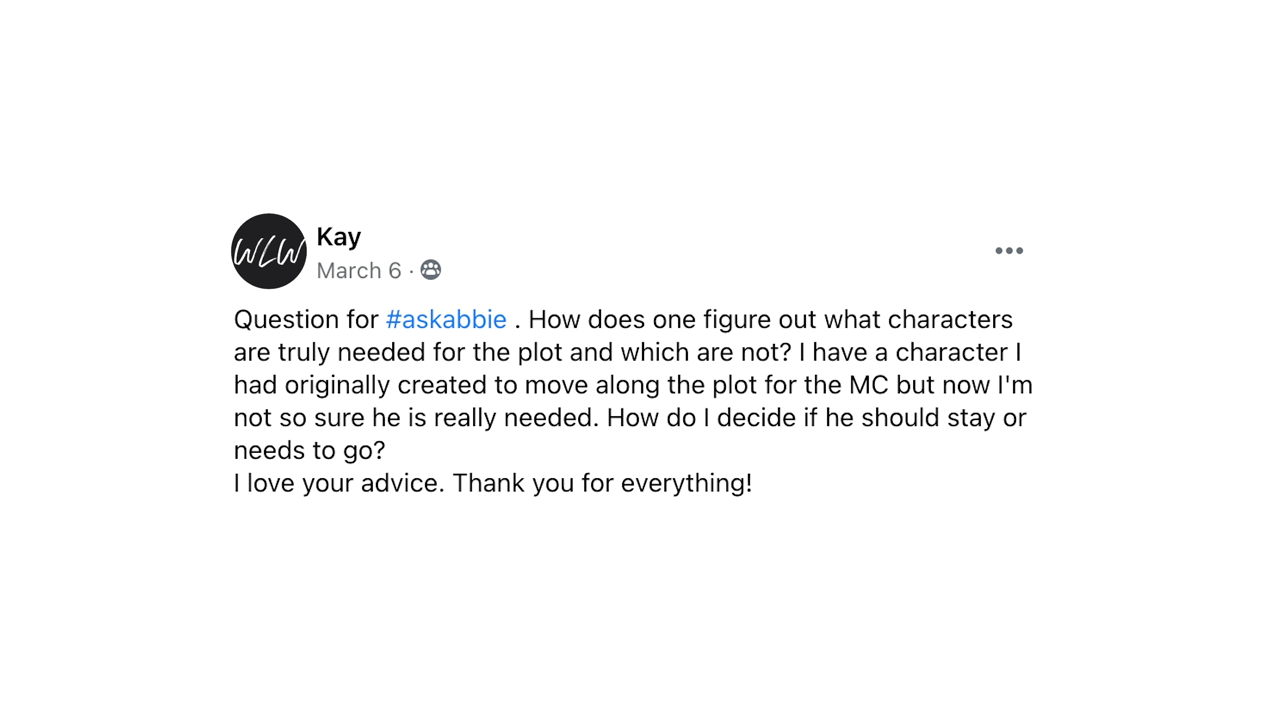 WLW
Kay
March 6 ·
Question for #askabbie . How does one figure out what characters
are truly needed for the plot and which are not? I have a character I
had originally created to move along the plot for the MC but now I'm
not so sure he is really needed. How do I decide if he should stay or
needs to go?
I love your advice. Thank you for everything!